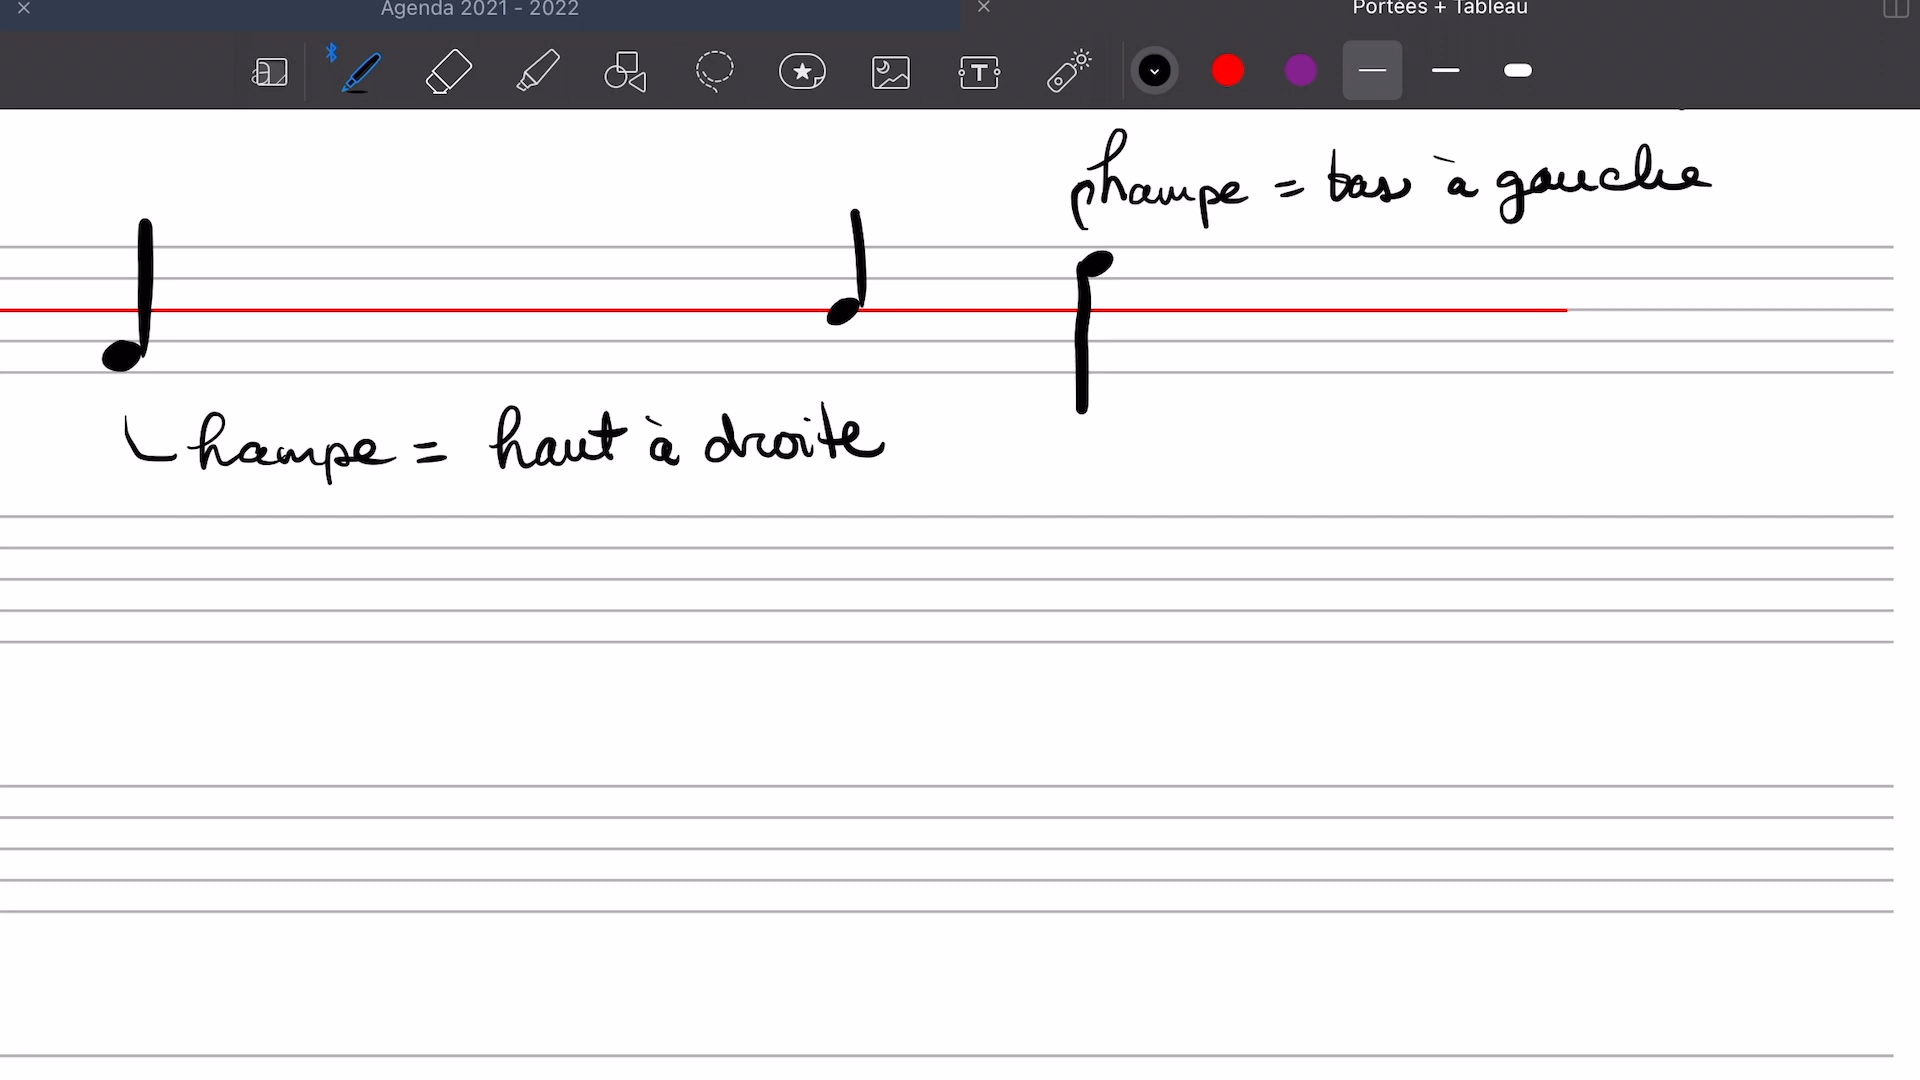 Agenda 2021 - 2022
Portées + Tableau
T
hampe = bas à gauche
hampe = haut à droite